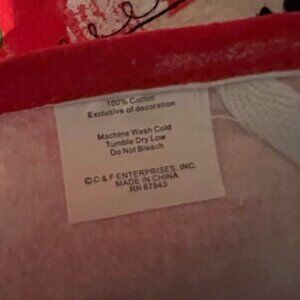 100% Cotton
Exclusive of decoration
Machine Wash Cold
Tumble Dry Low
Do Not Bleach
©C & F ENTERPRISES, INC.
MADE IN CHINA
RN 67843